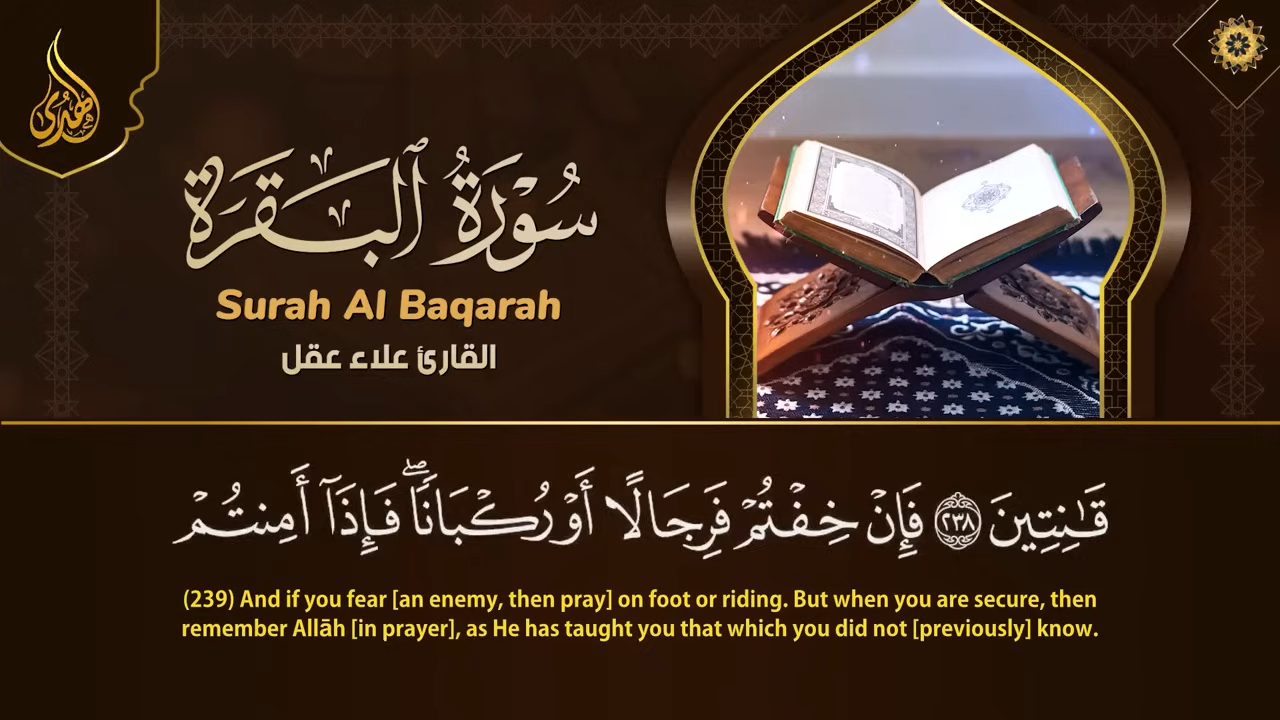 الهدى
سُورَةُ ٱلْبَقَرَة
Surah Al Baqarah
القارئ علاء عقل
قَـٰنِتِينَ ٢٣٨ فَإِنْ خِفْتُمْ فَرِجَالًا أَوْ رُكْبَانًاۖ فَإِذَآ أَمِنتُمْ
(239) And if you fear [an enemy, then pray] on foot or riding. But when you are secure, then
remember Allāh [in prayer], as He has taught you that which you did not [previously] know.